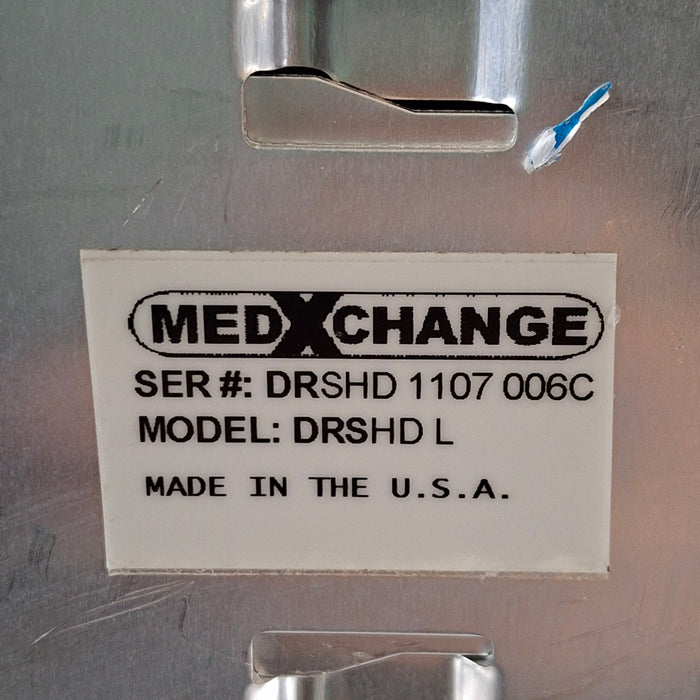 MEDXCHANGE
SER #: DRSHD 1107 006C
MODEL: DRSHD L
MADE IN THE U.S.A.